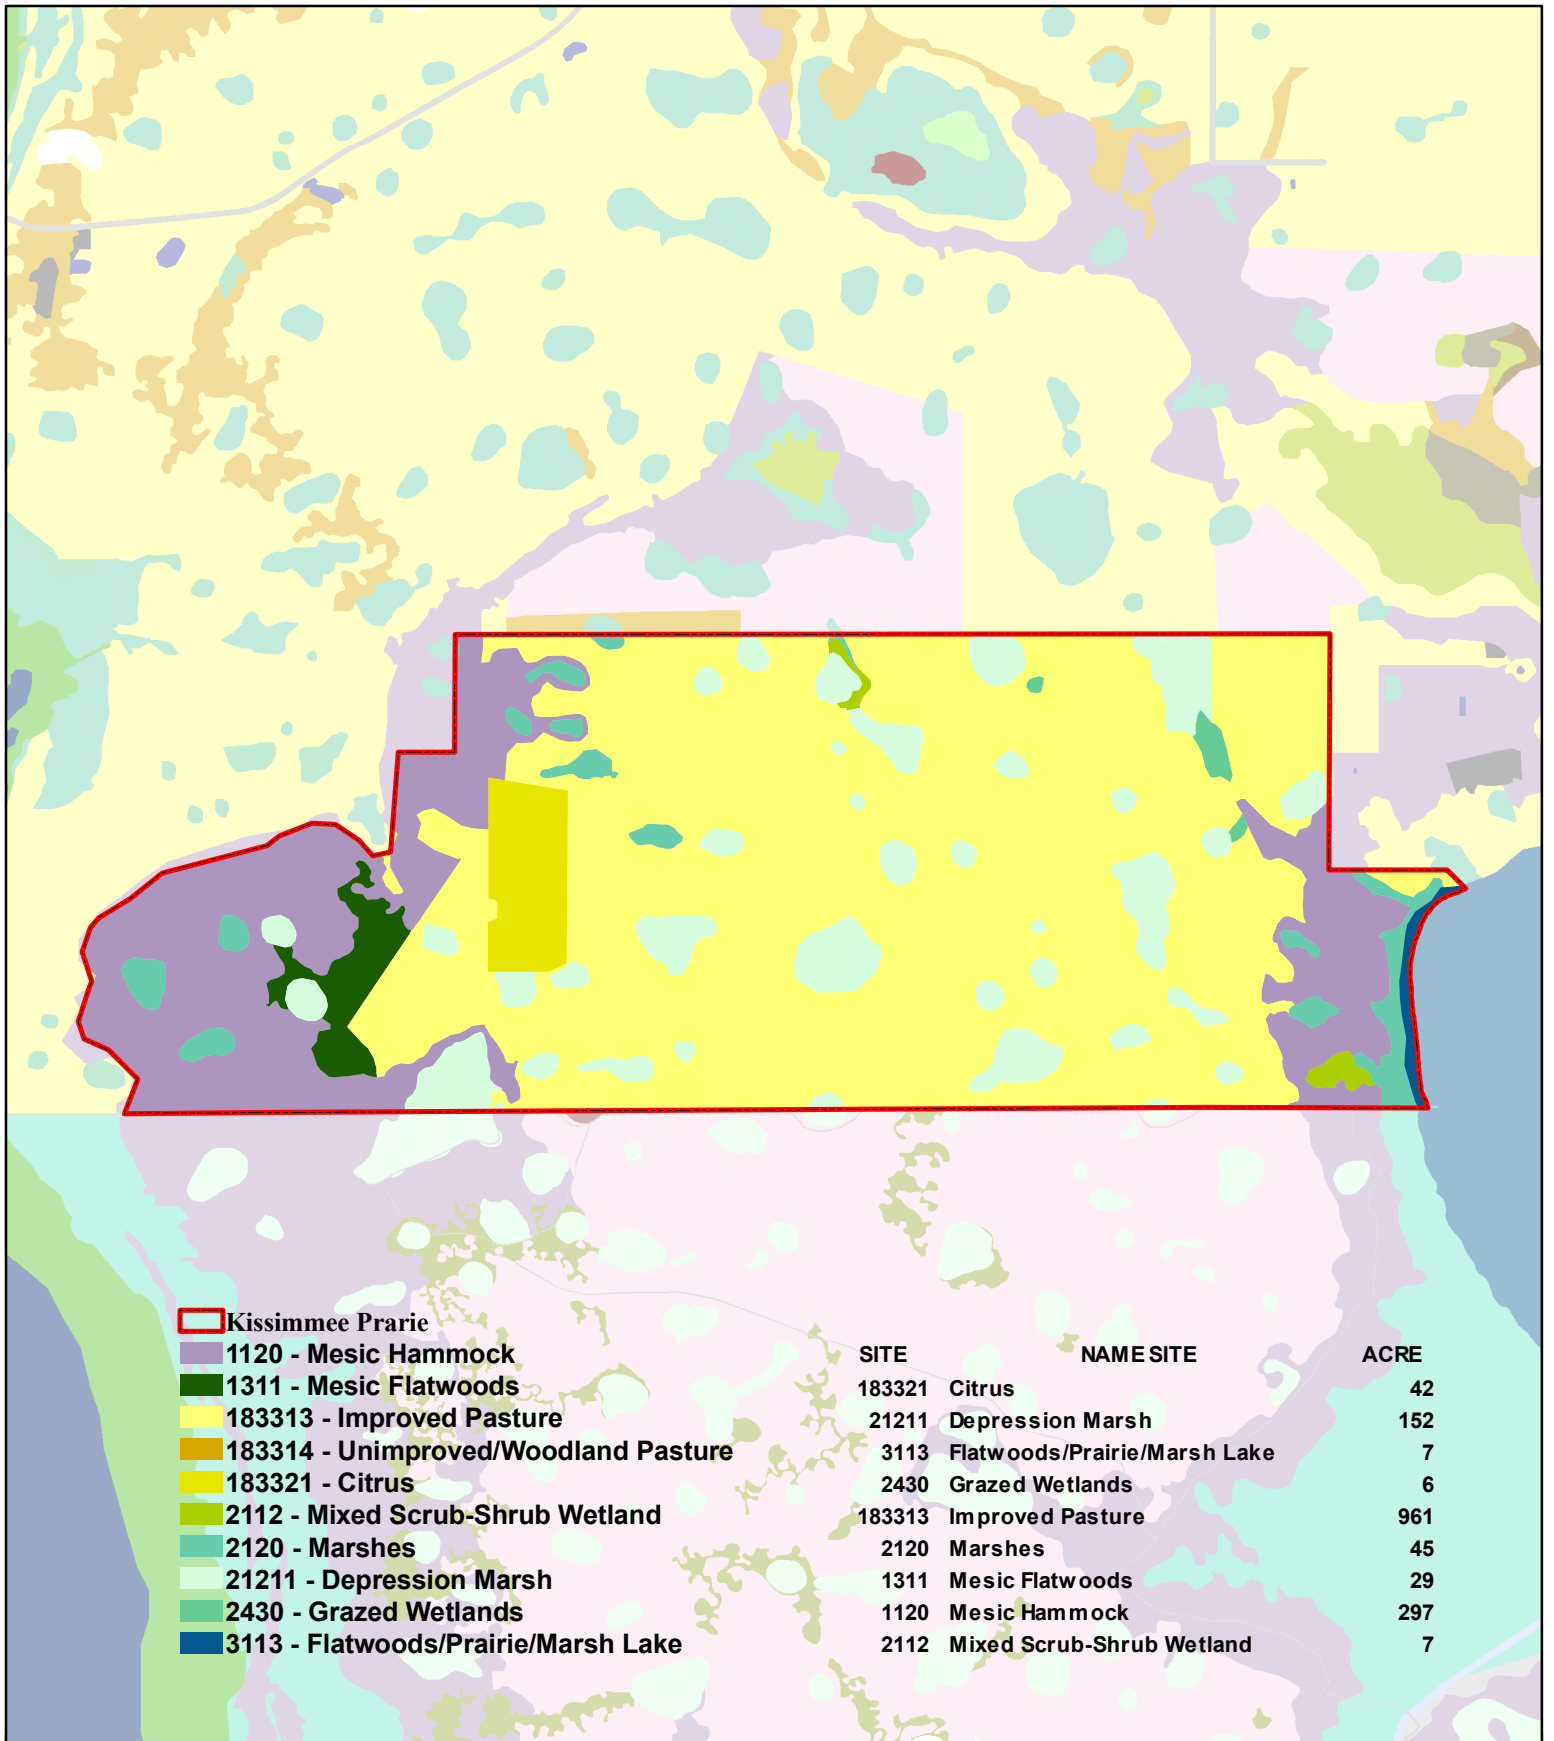 Kissimmee Prarie
1120 - Mesic Hammock
1311 - Mesic Flatwoods
183313 - Improved Pasture
183314 - Unimproved/Woodland Pasture
183321 - Citrus
2112 - Mixed Scrub-Shrub Wetland
2120 - Marshes
21211 - Depression Marsh
2430 - Grazed Wetlands
3113 - Flatwoods/Prairie/Marsh Lake
SITE NAMESITE ACRE
183321 Citrus 42
21211 Depression Marsh 152
3113 Flatwoods/Prairie/Marsh Lake 7
2430 Grazed Wetlands 6
183313 Improved Pasture 961
2120 Marshes 45
1311 Mesic Flatwoods 29
1120 Mesic Hammock 297
2112 Mixed Scrub-Shrub Wetland 7